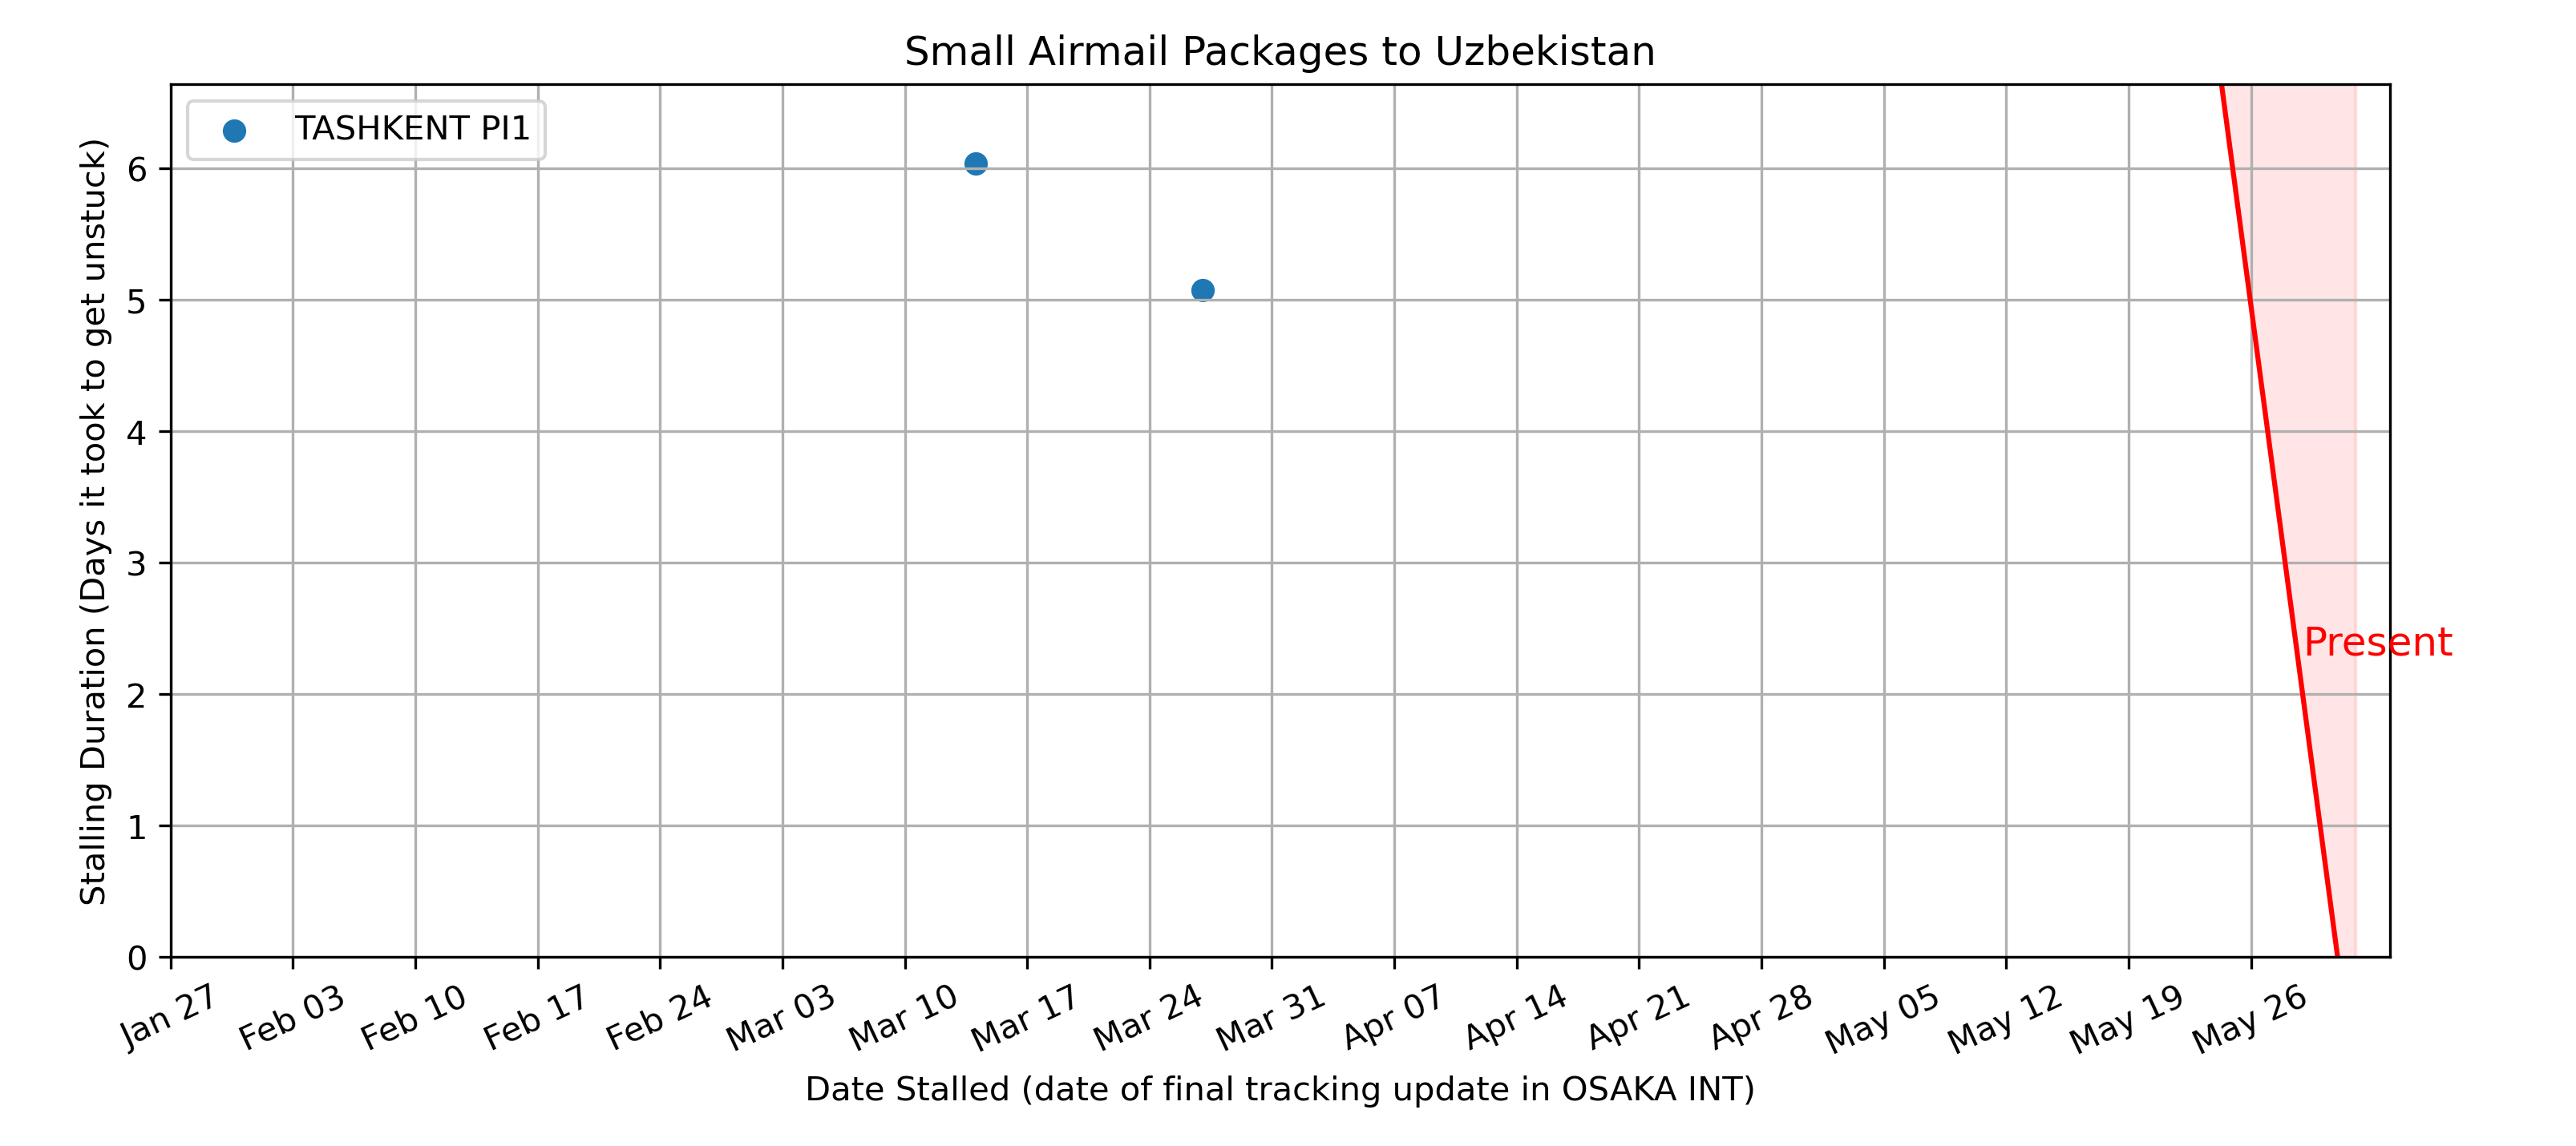 Small Airmail Packages to Uzbekistan
TASHKENT PI1
Stalling Duration (Days it took to get unstuck)
6
5
4
3
2
1
0
Present
Jan 27
Feb 03
Feb 10
Feb 17
Feb 24
Mar 03
Mar 10
Mar 17
Mar 24
Mar 31
Apr 07
Apr 14
Apr 21
Apr 28
May 05
May 12
May 19
May 26
Date Stalled (date of final tracking update in OSAKA INT)